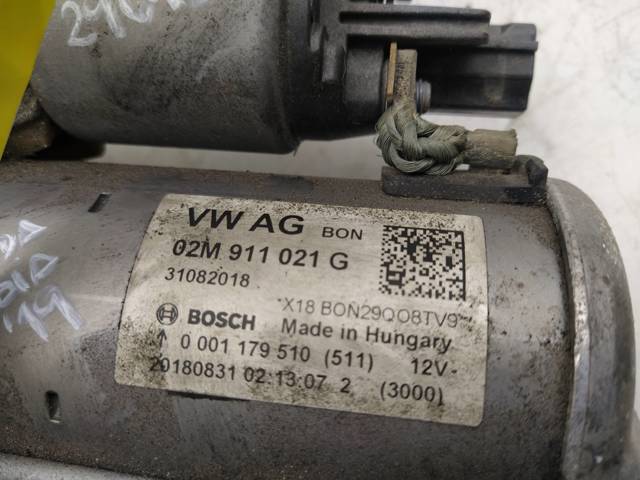 VW AG BON
02M 911 021 G
31082018
*X18 BON29QO8TV9*
BOSCH Made in Hungary
0 001 179 510 (511) 12V-
20180831 02:13:07 2 (3000)
'19